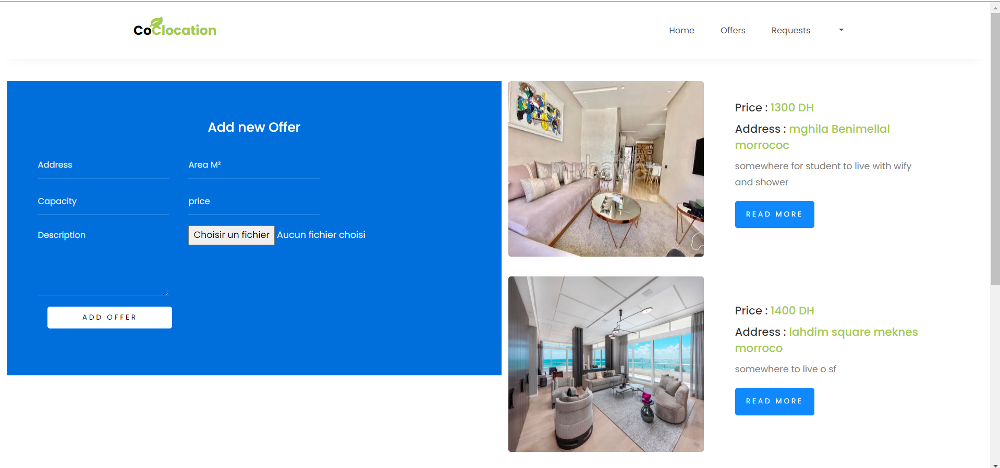 CoClocation
Home
Offers
Requests
Add new Offer
Address
Area M²
Capacity
price
Description
Choisir un fichier Aucun fichier choisi
ADD OFFER
mubawab
Price : 1300 DH
Address : mghila Benimellal
morrococ
somewhere for student to live with wify
and shower
READ MORE
Price : 1400 DH
Address : lahdim square meknes
morroco
somewhere to live o sf
READ MORE